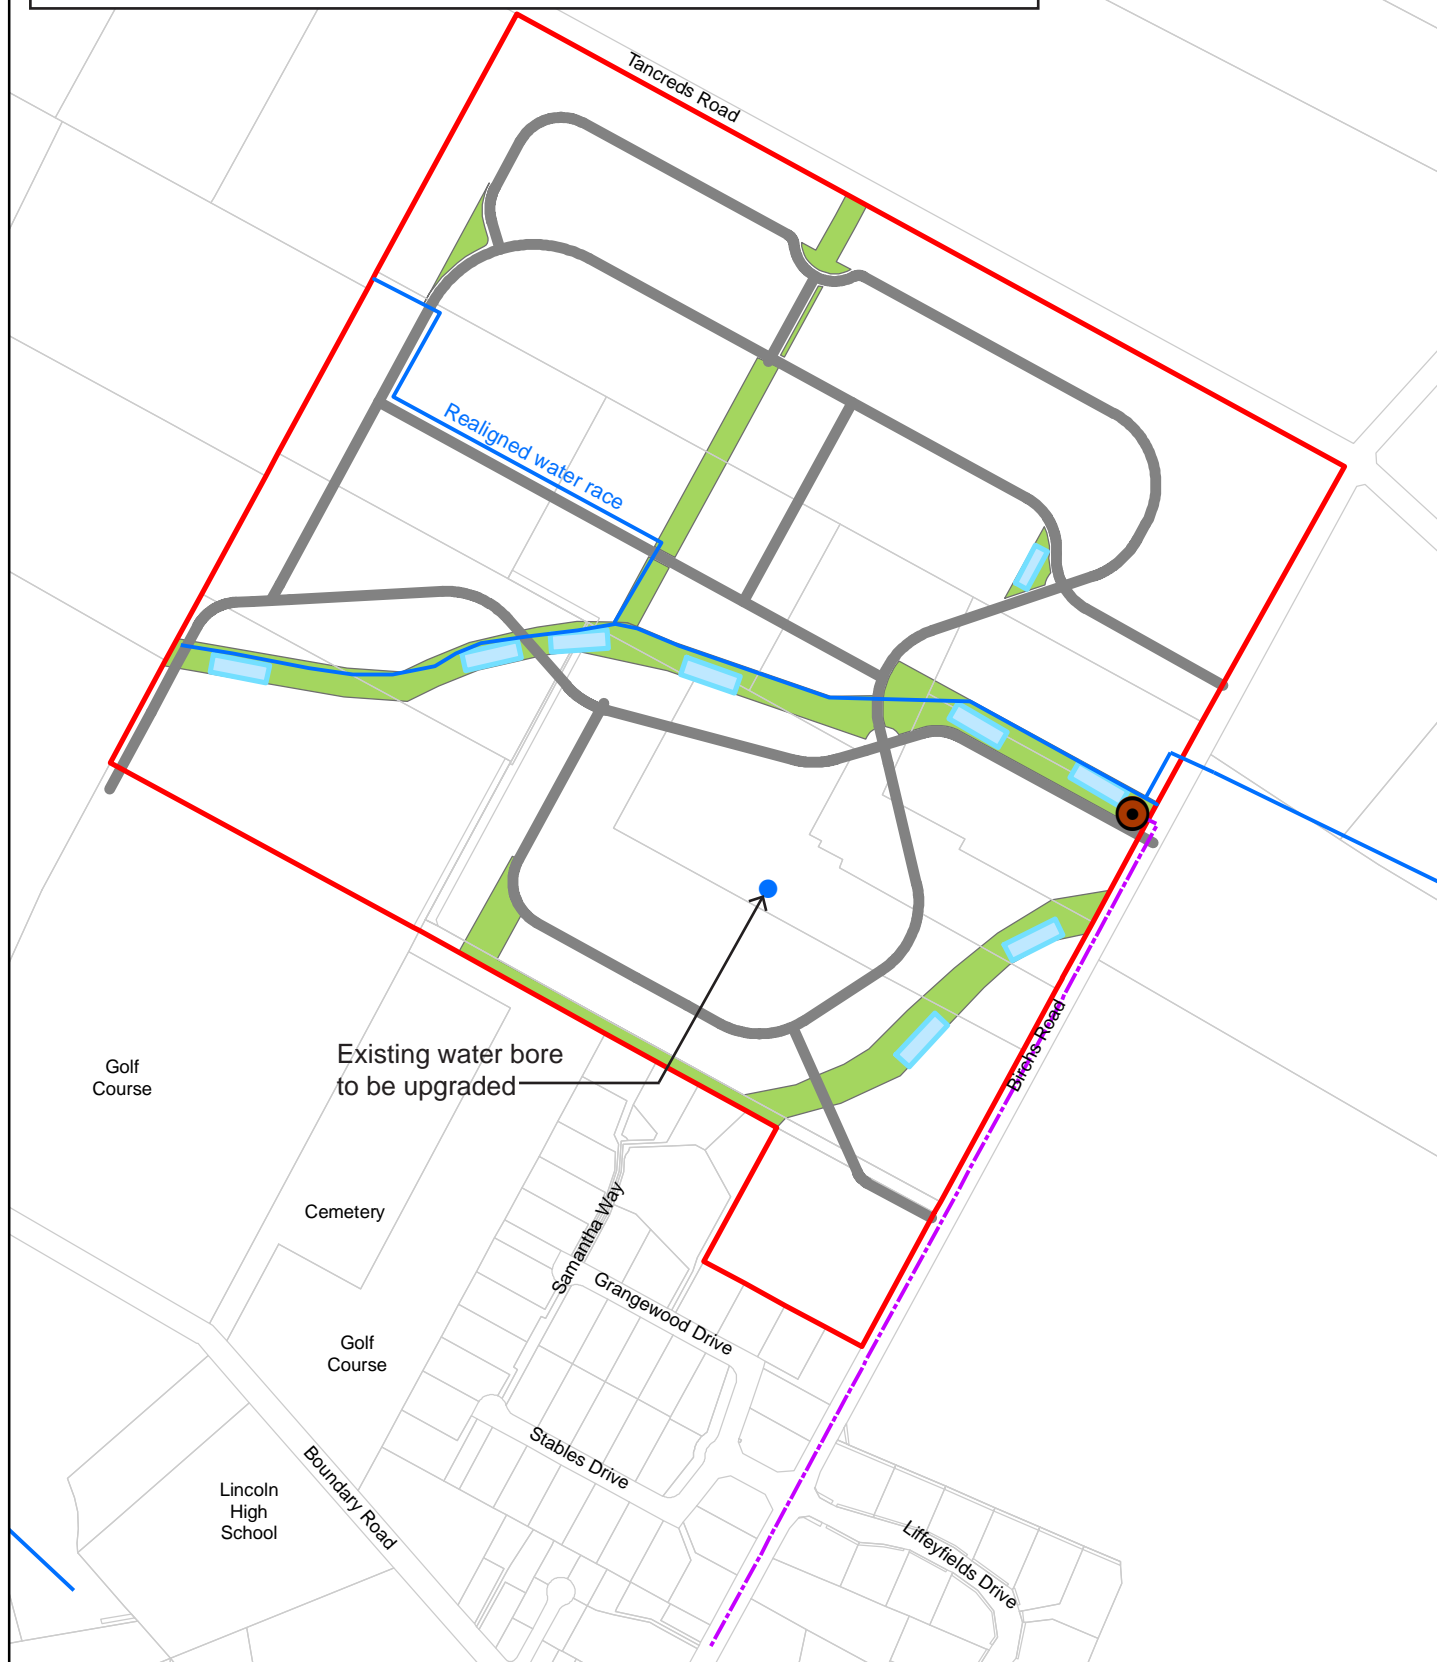 Tancreds Road
Realigned water race
Existing water bore
to be upgraded
Birchs Road
Golf
Course
Cemetery
Samantha Way
Grangewood Drive
Golf
Course
Stables Drive
Boundary Road
Lincoln
High
School
Liffeyfields Drive